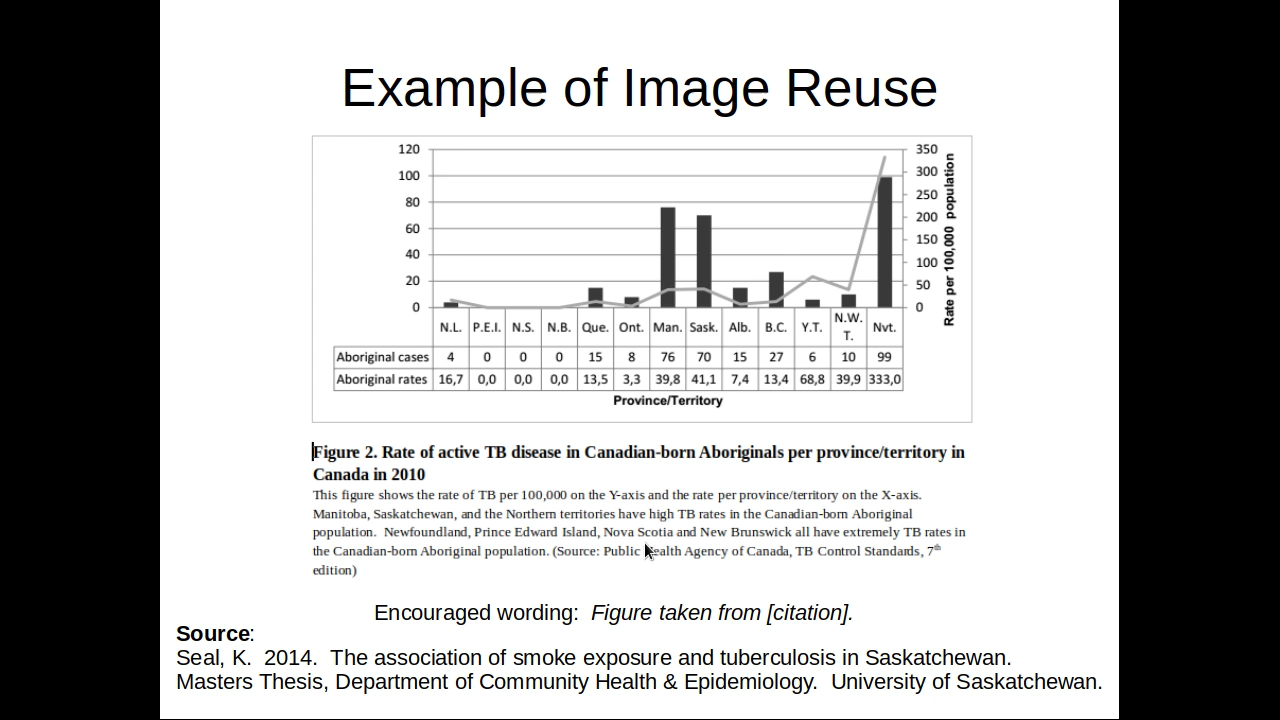 Example of Image Reuse
120
100
80
60
40
20
0
350
300
250
200
150
100
50
0
Rate per 100,000 population
N.L. P.E.I. N.S. N.B. Que. Ont. Man. Sask. Alb. B.C. Y.T. N.W. T. Nvt.
Aboriginal cases 4 0 0 0 15 8 76 70 15 27 6 10 99
Aboriginal rates 16,7 0,0 0,0 0,0 13,5 3,3 39,8 41,1 7,4 13,4 68,8 39,9 333,0
Province/Territory
Figure 2. Rate of active TB disease in Canadian-born Aboriginals per province/territory in
Canada in 2010
This figure shows the rate of TB per 100,000 on the Y-axis and the rate per province/territory on the X-axis.
Manitoba, Saskatchewan, and the Northern territories have high TB rates in the Canadian-born Aboriginal
population. Newfoundland, Prince Edward Island, Nova Scotia and New Brunswick all have extremely TB rates in
the Canadian-born Aboriginal population. (Source: Public Health Agency of Canada, TB Control Standards, 7th
edition)
Encouraged wording: Figure taken from [citation].
Source:
Seal, K. 2014. The association of smoke exposure and tuberculosis in Saskatchewan.
Masters Thesis, Department of Community Health & Epidemiology. University of Saskatchewan.